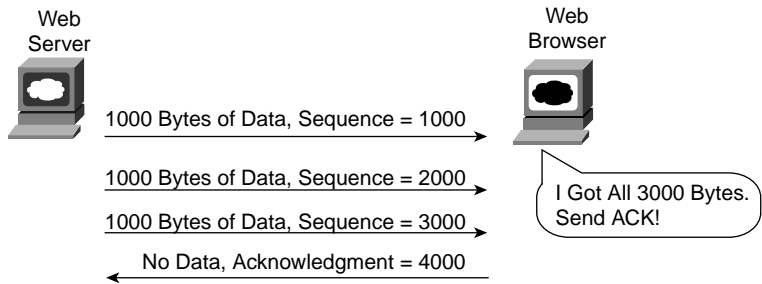 Web
Server
Web
Browser
1000 Bytes of Data, Sequence = 1000
1000 Bytes of Data, Sequence = 2000
1000 Bytes of Data, Sequence = 3000
No Data, Acknowledgment = 4000
I Got All 3000 Bytes.
Send ACK!